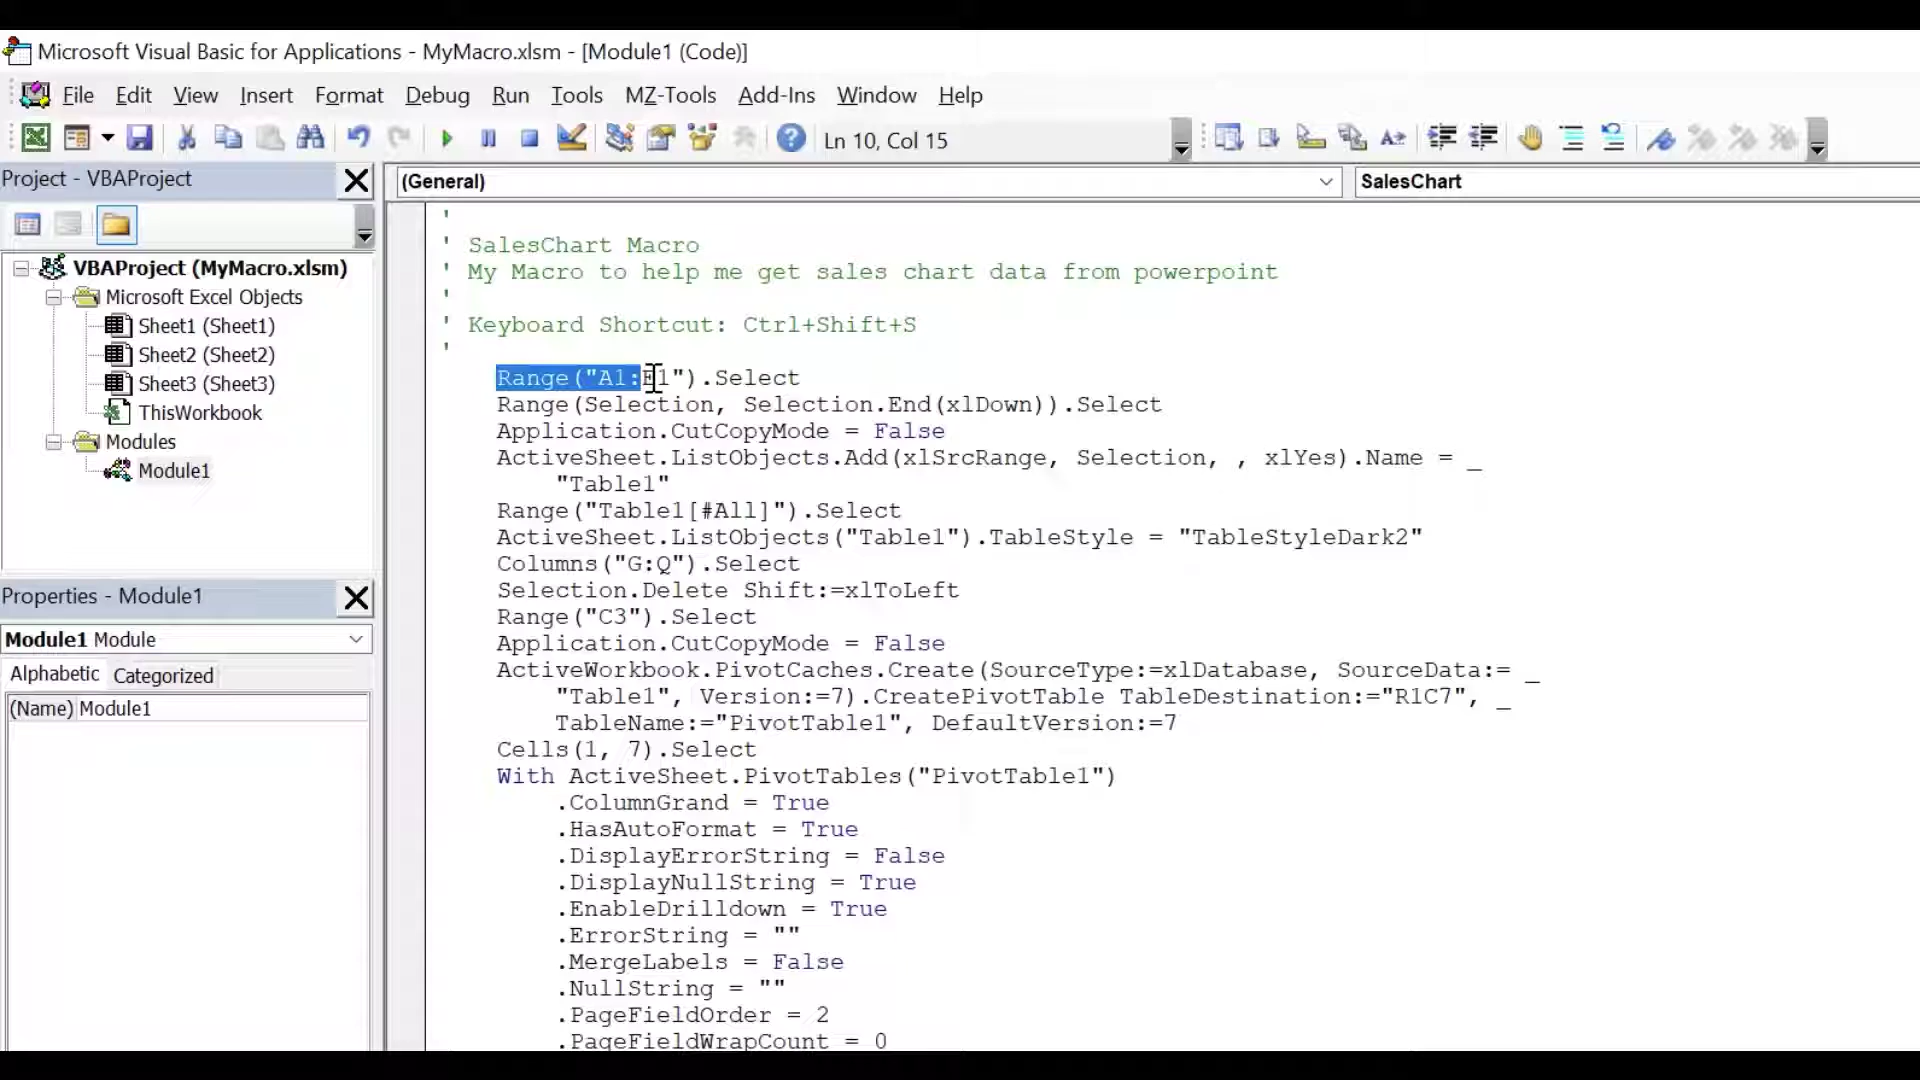 Microsoft Visual Basic for Applications - MyMacro.xlsm - [Module1 (Code)]
File Edit View Insert Format Debug Run Tools MZ-Tools Add-Ins Window Help
Ln 10, Col 15
Project - VBAProject
(General)
SalesChart
VBAProject (MyMacro.xlsm)
Microsoft Excel Objects
Sheet1 (Sheet1)
Sheet2 (Sheet2)
Sheet3 (Sheet3)
ThisWorkbook
Modules
Module1
Properties - Module1
Module1 Module
Alphabetic Categorized
(Name) Module1
'
' SalesChart Macro
' My Macro to help me get sales chart data from powerpoint
'
' Keyboard Shortcut: Ctrl+Shift+S
'
Range("A1:E1").Select
Range(Selection, Selection.End(xlDown)).Select
Application.CutCopyMode = False
ActiveSheet.ListObjects.Add(xlSrcRange, Selection, , xlYes).Name = _
"Table1"
Range("Table1[#All]").Select
ActiveSheet.ListObjects("Table1").TableStyle = "TableStyleDark2"
Columns("G:Q").Select
Selection.Delete Shift:=xlToLeft
Range("C3").Select
Application.CutCopyMode = False
ActiveWorkbook.PivotCaches.Create(SourceType:=xlDatabase, SourceData:= _
"Table1", Version:=7).CreatePivotTable TableDestination:="R1C7", _
TableName:="PivotTable1", DefaultVersion:=7
Cells(1, 7).Select
With ActiveSheet.PivotTables("PivotTable1")
.ColumnGrand = True
.HasAutoFormat = True
.DisplayErrorString = False
.DisplayNullString = True
.EnableDrilldown = True
.ErrorString = ""
.MergeLabels = False
.NullString = ""
.PageFieldOrder = 2
.PageFieldWrapCount = 0